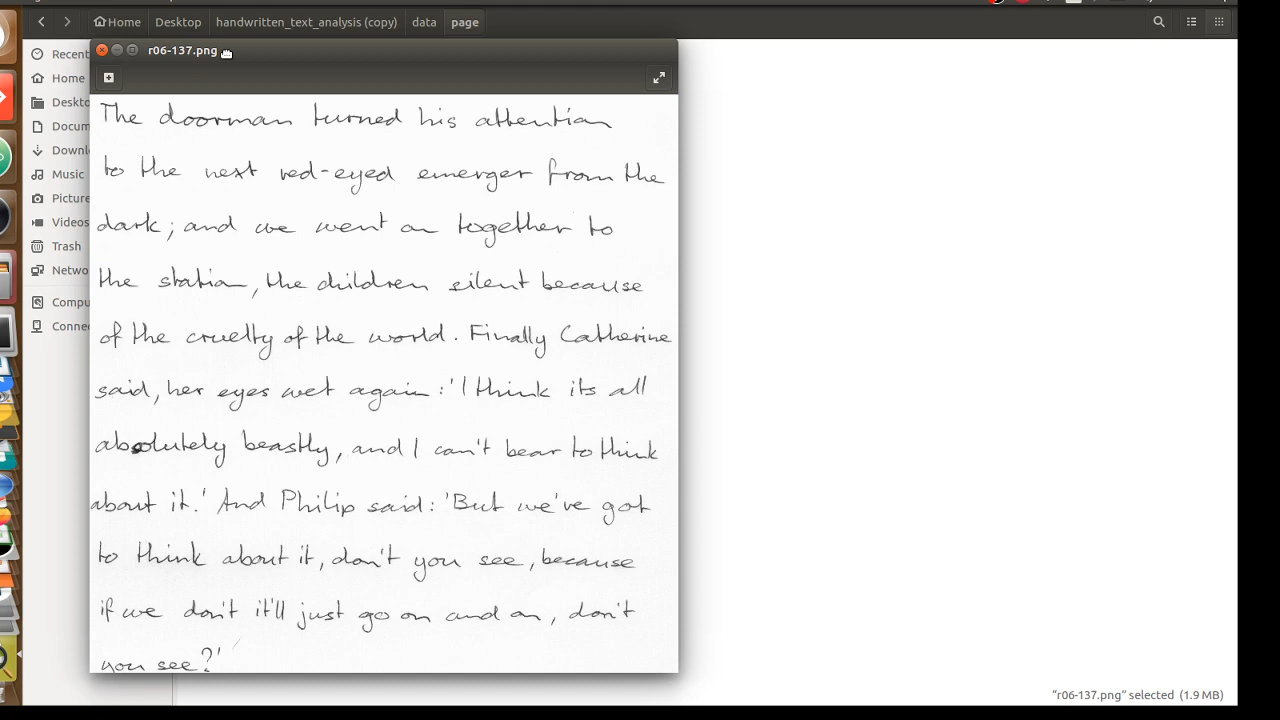 Home Desktop handwritten_text_analysis (copy) data page
r06-137.png
Recent
Home
Deskto
Docum
Downl
Music
Picture
Videos
Trash
Netwo
Compu
Conne
The doorman turned his attention
to the next red-eyed emerger from the
dark; and we went on together to
the station, the children silent because
of the cruelty of the world. Finally Catherine
said, her eyes wet again: 'I think its all
absolutely beastly, and I can't bear to think
about it.' And Philip said: 'But we've got
to think about it, don't you see, because
if we don't it'll just go on and on, don't
you see?'
"r06-137.png" selected (1.9 MB)